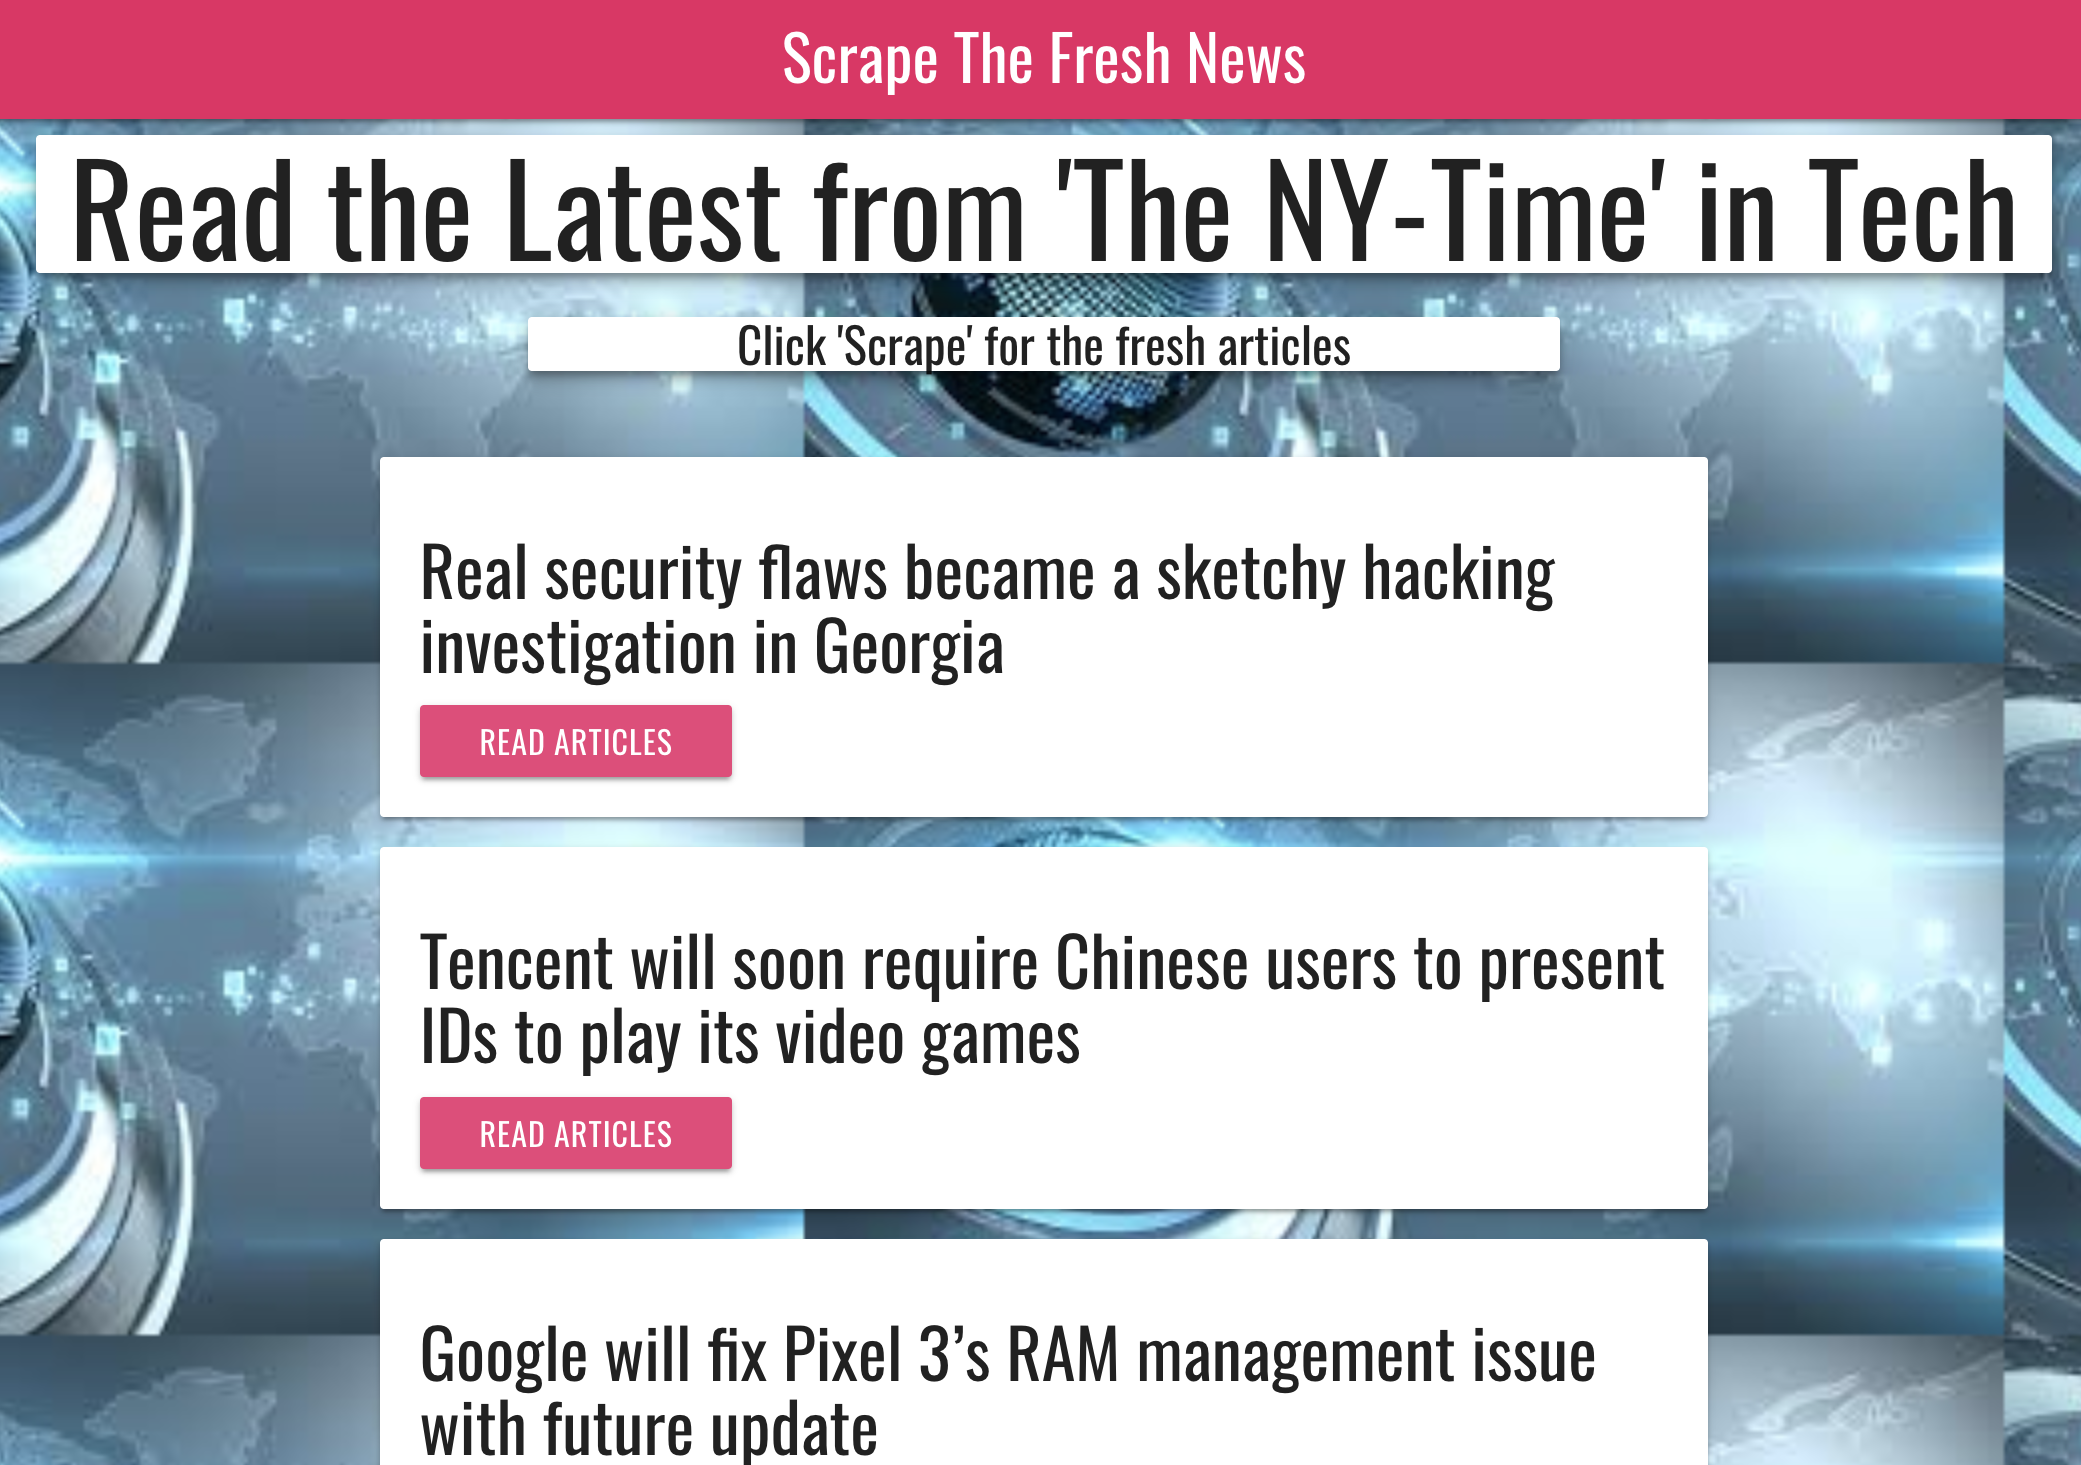 Scrape The Fresh News
Read the Latest from 'The NY-Time' in Tech
Click 'Scrape' for the fresh articles
Real security flaws became a sketchy hacking
investigation in Georgia
READ ARTICLES
Tencent will soon require Chinese users to present
IDs to play its video games
READ ARTICLES
Google will fix Pixel 3’s RAM management issue
with future update